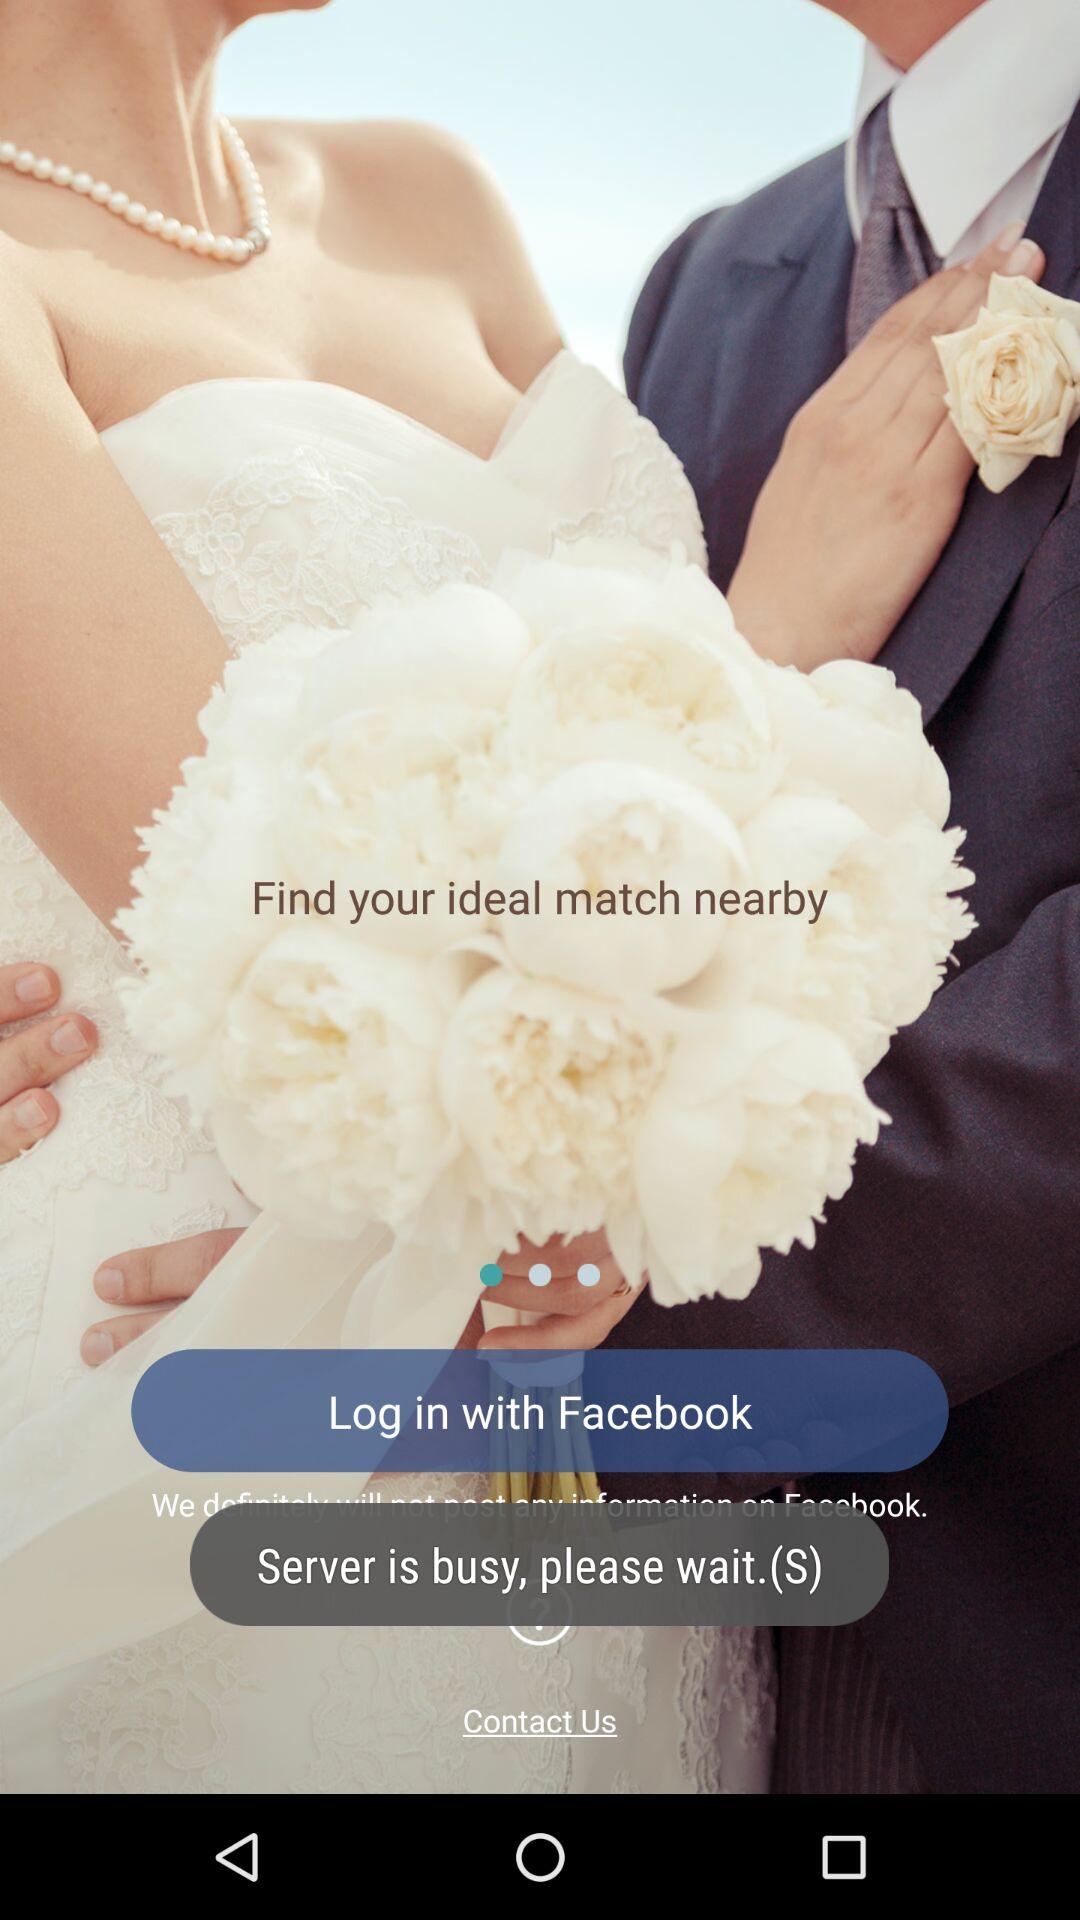 Find your ideal match nearby
Log in with Facebook
We definitely will not post any information on Facebook.
Server is busy, please wait.(S)
?
Contact Us